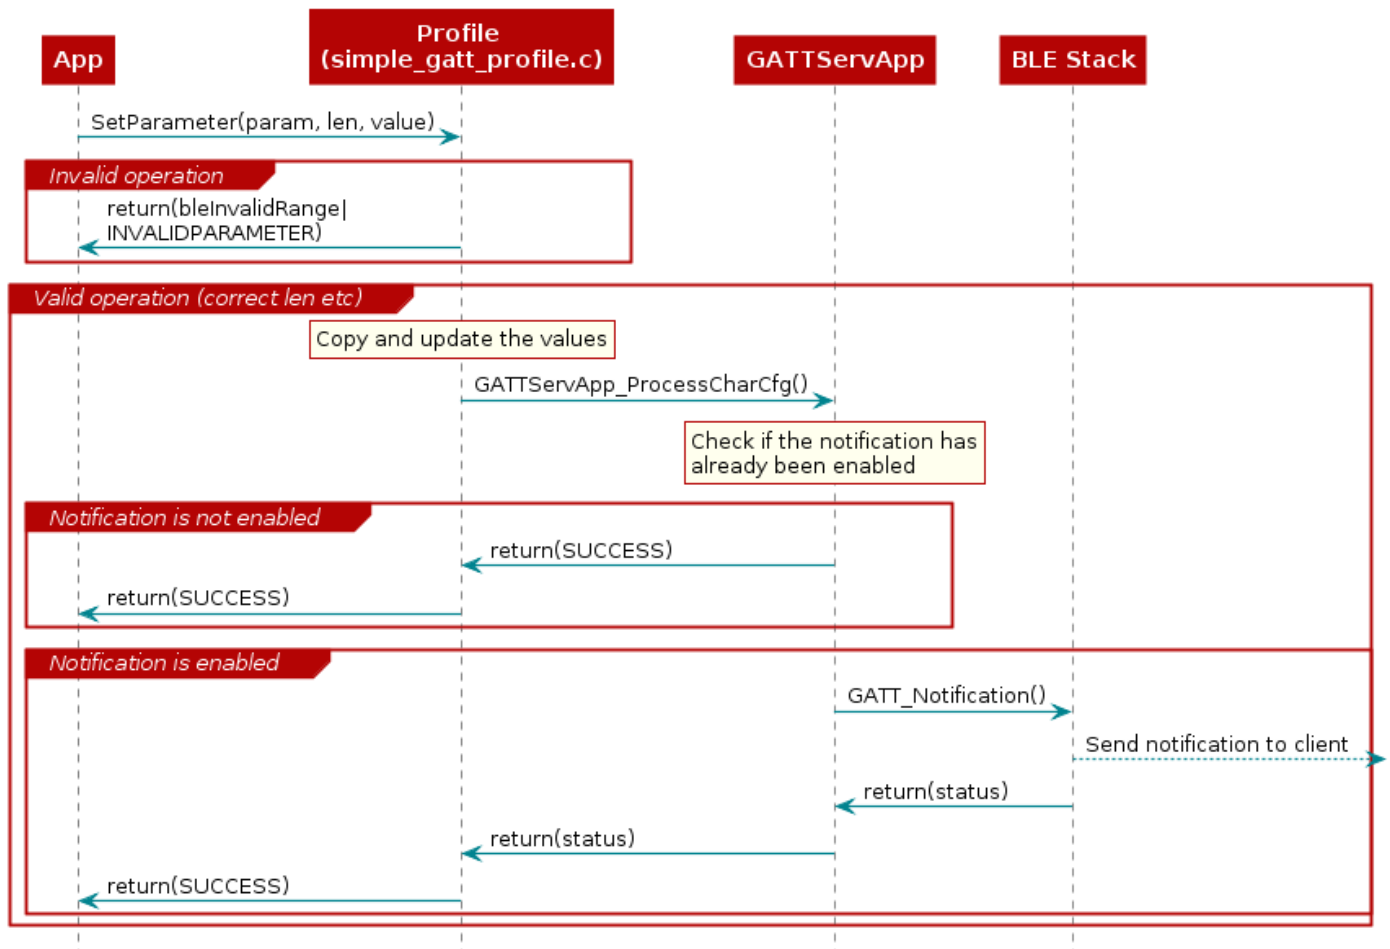 App
Profile
(simple_gatt_profile.c)
GATTServApp
BLE Stack
SetParameter(param, len, value)
Invalid operation
return(bleInvalidRange|
INVALIDPARAMETER)
Valid operation (correct len etc)
Copy and update the values
GATTServApp_ProcessCharCfg()
Check if the notification has
already been enabled
Notification is not enabled
return(SUCCESS)
return(SUCCESS)
Notification is enabled
GATT_Notification()
Send notification to client
return(status)
return(status)
return(SUCCESS)